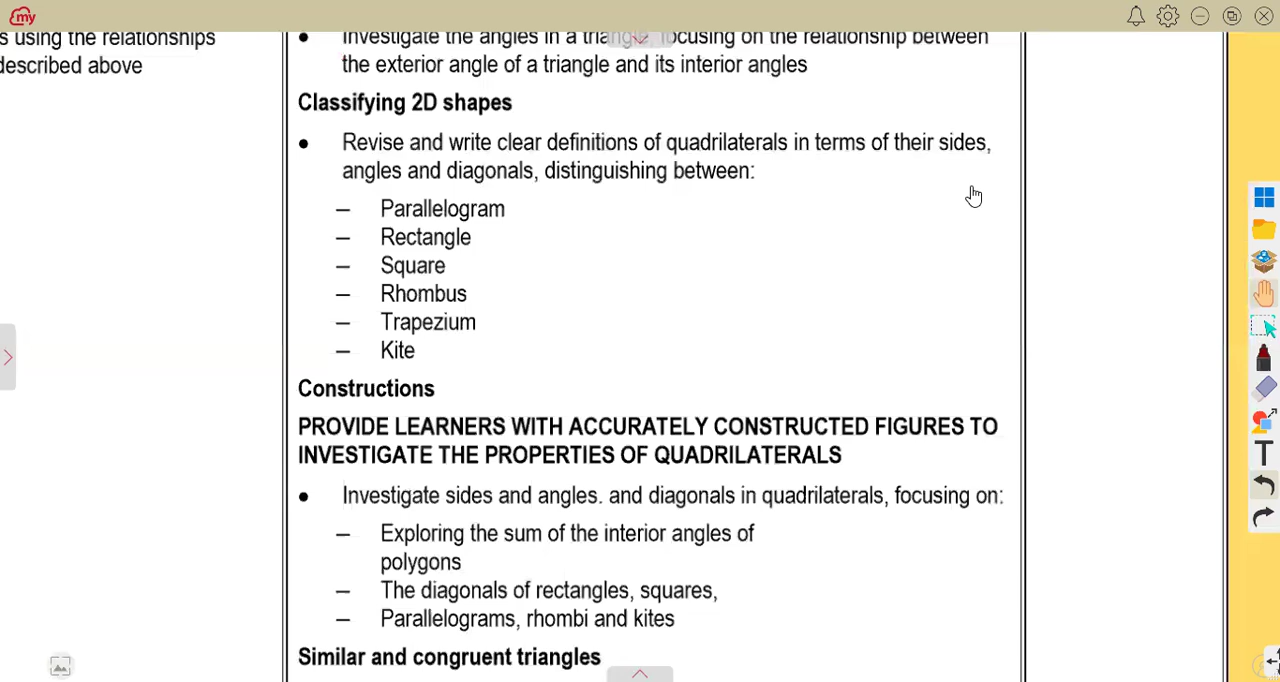 my
s using the relationships
described above
Investigate the angles in a triangle, focusing on the relationship between
the exterior angle of a triangle and its interior angles
Classifying 2D shapes
• Revise and write clear definitions of quadrilaterals in terms of their sides,
angles and diagonals, distinguishing between:
– Parallelogram
– Rectangle
– Square
– Rhombus
– Trapezium
– Kite
Constructions
PROVIDE LEARNERS WITH ACCURATELY CONSTRUCTED FIGURES TO
INVESTIGATE THE PROPERTIES OF QUADRILATERALS
• Investigate sides and angles. and diagonals in quadrilaterals, focusing on:
– Exploring the sum of the interior angles of
polygons
– The diagonals of rectangles, squares,
– Parallelograms, rhombi and kites
Similar and congruent triangles